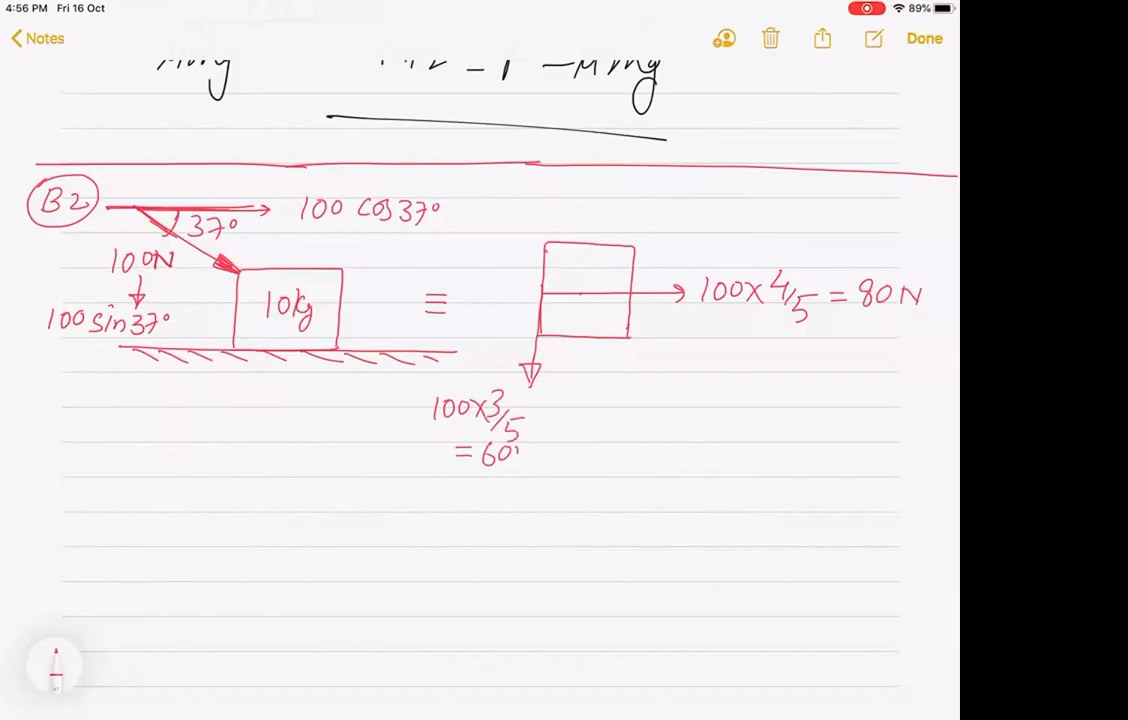 4:56 PM Fri 16 Oct
89%
Notes
Done
B2
100 Cos 37°
37°
100N
100 sin 37°
10kg
≡
100×4/5 = 80 N
100×3/5
= 60